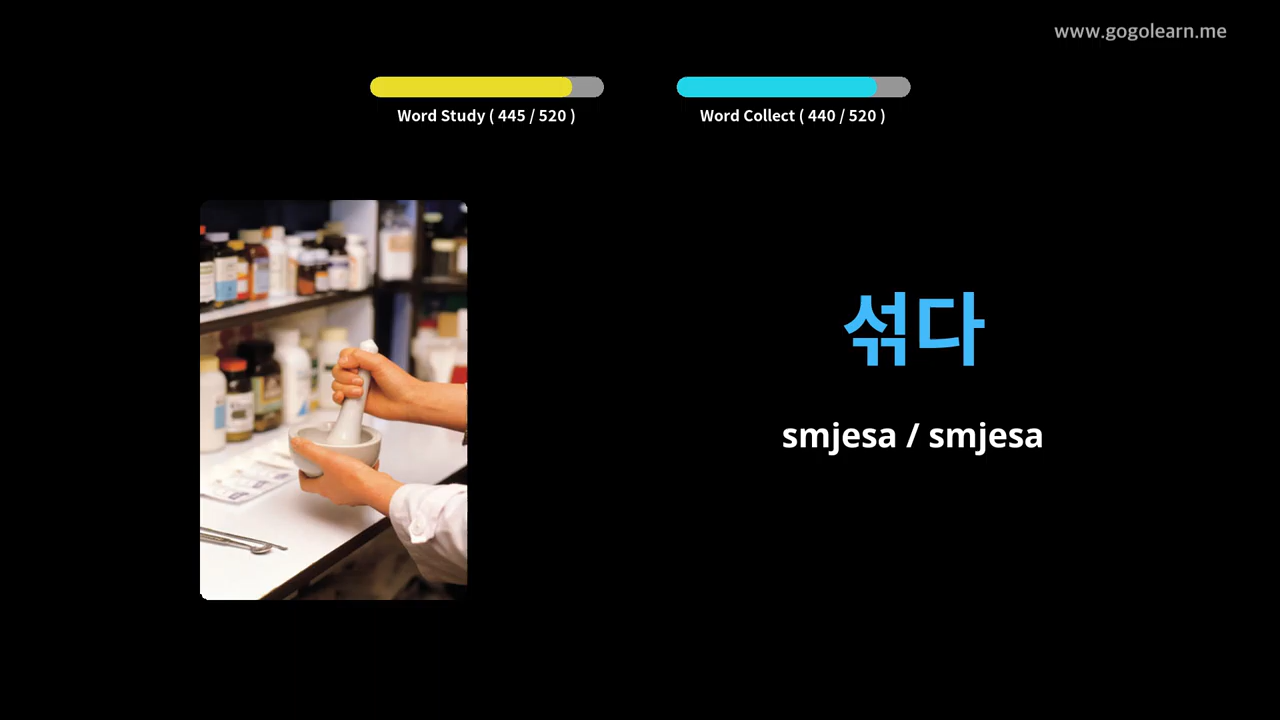 www.gogolearn.me
Word Study ( 445 / 520 )
Word Collect ( 440 / 520 )
섞다
smjesa / smjesa